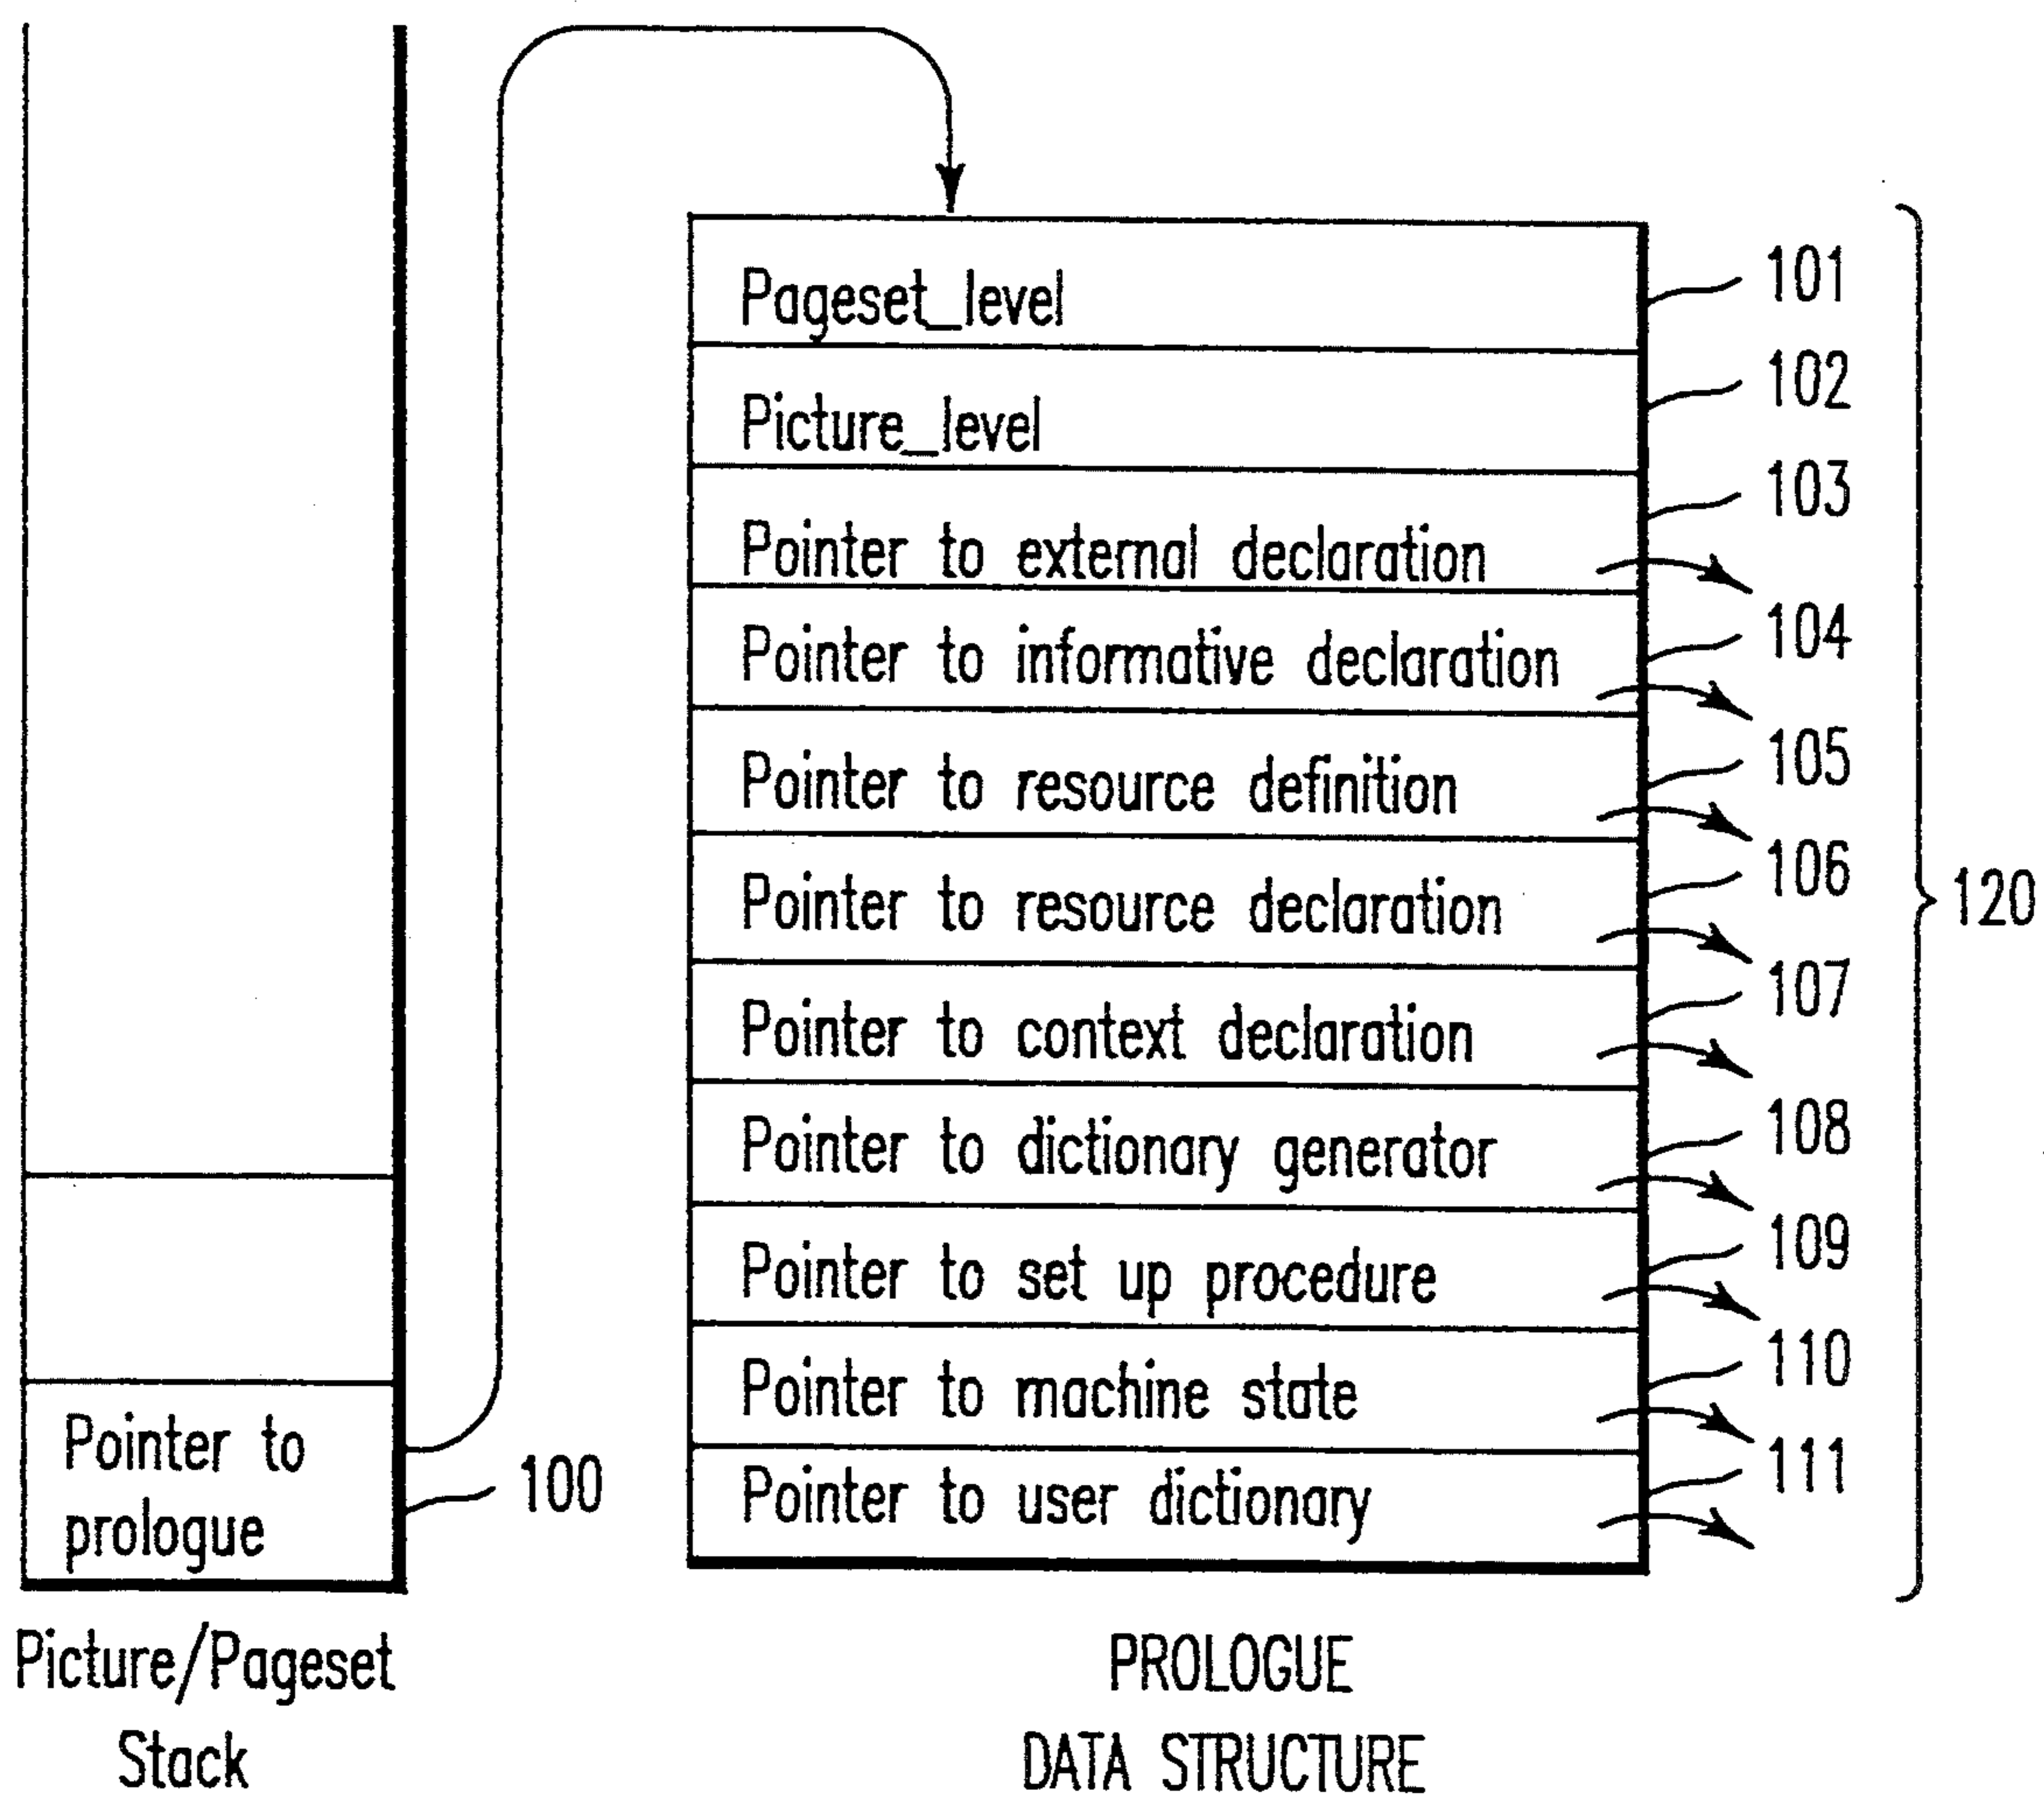 Pageset_level
101
Picture_level
102
Pointer to external declaration
103
Pointer to informative declaration
104
Pointer to resource definition
105
Pointer to resource declaration
106
120
Pointer to context declaration
107
Pointer to dictionary generator
108
Pointer to set up procedure
109
Pointer to machine state
110
Pointer to user dictionary
111
Pointer to
prologue
100
Picture/Pageset
Stack
PROLOGUE
DATA STRUCTURE